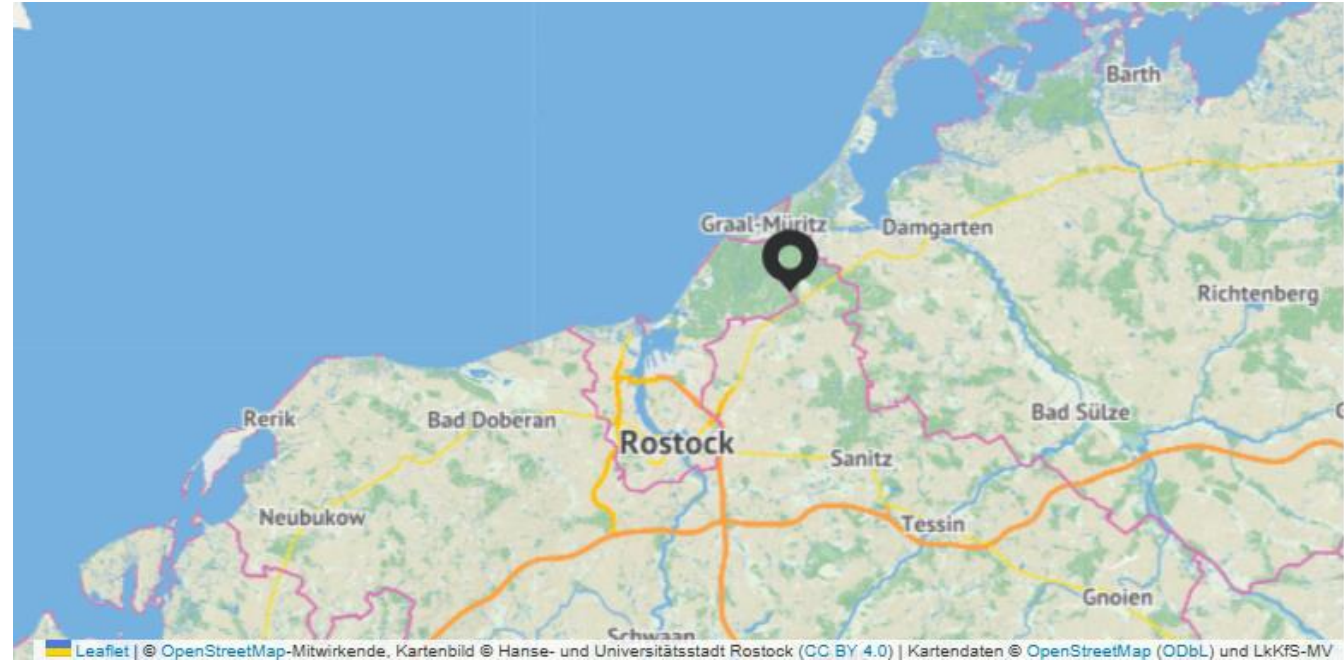 Barth
Graal-Müritz
Damgarten
Richtenberg
Rerik
Bad Doberan
Bad Sülze
Rostock
Sanitz
Neubukow
Tessin
Gnoien
Schwaan
Leaflet | © OpenStreetMap-Mitwirkende, Kartenbild © Hanse- und Universitätsstadt Rostock (CC BY 4.0) | Kartendaten © OpenStreetMap (ODbL) und LkKfS-MV